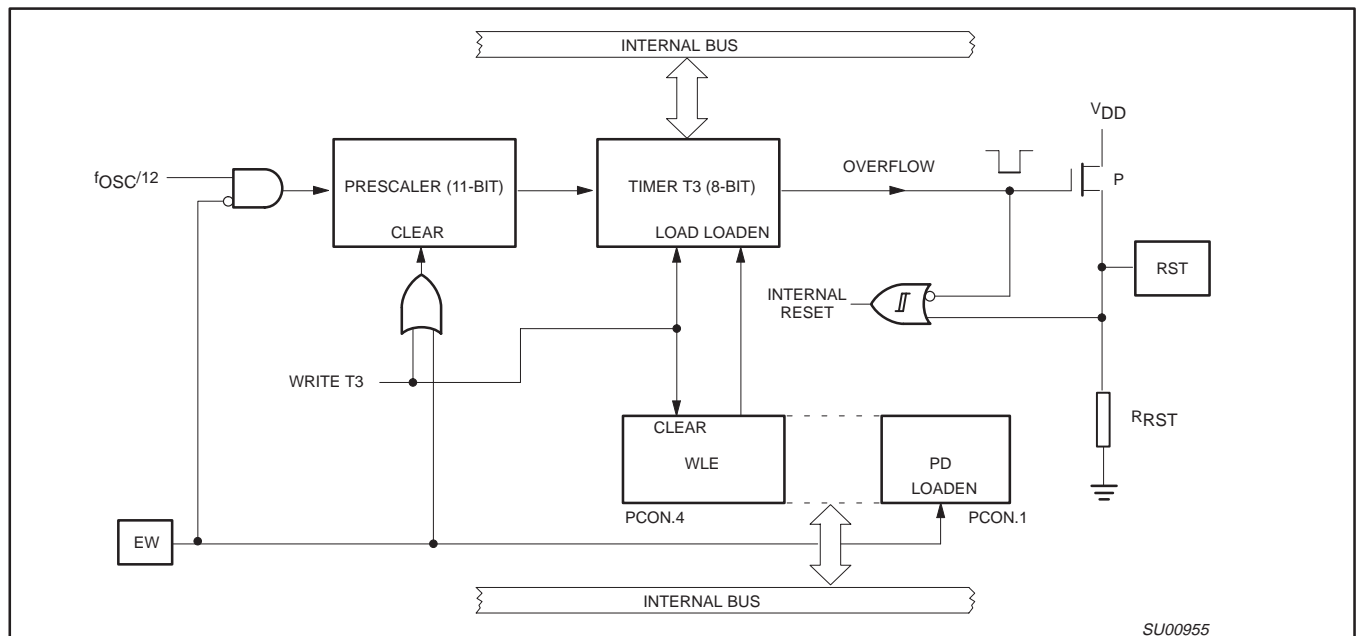 INTERNAL BUS
VDD
fOSC/12
PRESCALER (11-BIT)
CLEAR
TIMER T3 (8-BIT)
LOAD LOADEN
OVERFLOW
P
RST
INTERNAL
RESET
WRITE T3
CLEAR
WLE
PCON.4
PD
LOADEN
PCON.1
RRST
EW
INTERNAL BUS
SU00955